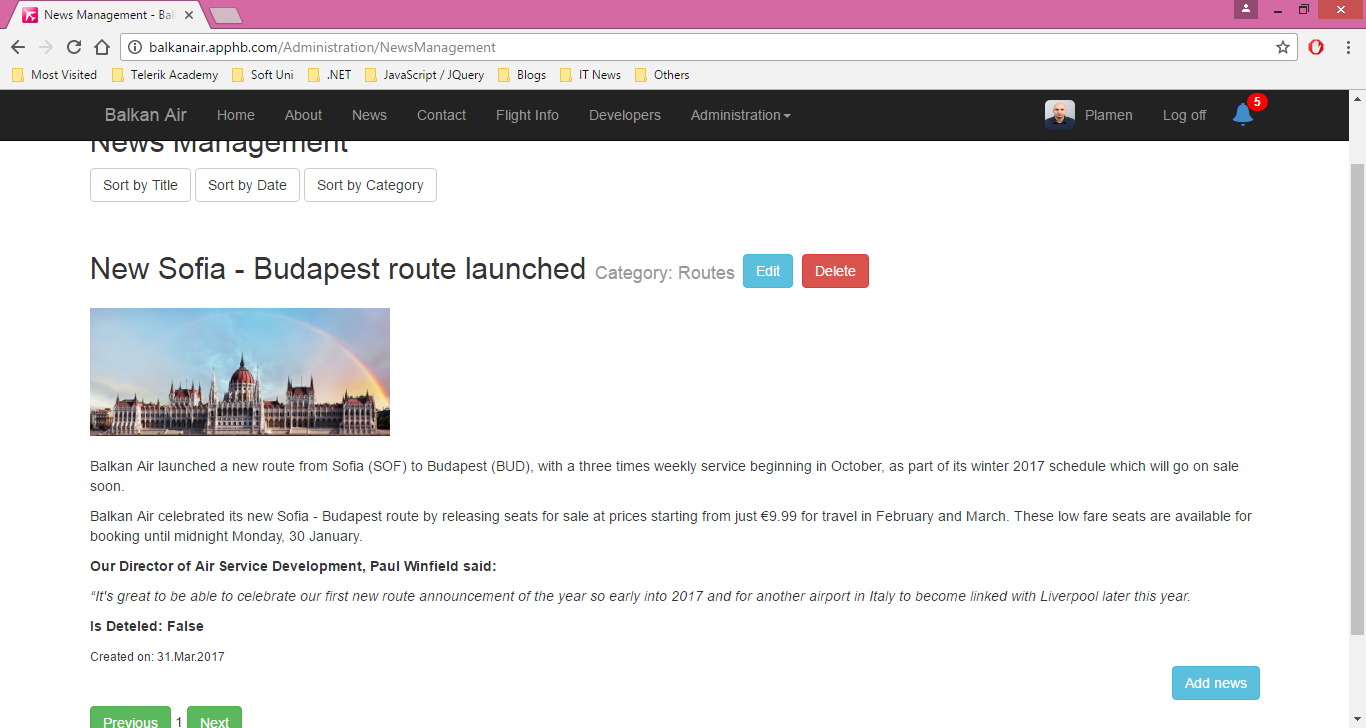 News Management - Bal
balkanair.apphb.com/Administration/NewsManagement
Most Visited Telerik Academy Soft Uni .NET JavaScript / JQuery Blogs IT News Others
Balkan Air Home About News Contact Flight Info Developers Administration Plamen Log off 5
News Management
Sort by Title Sort by Date Sort by Category
New Sofia - Budapest route launched Category: Routes Edit Delete
Balkan Air launched a new route from Sofia (SOF) to Budapest (BUD), with a three times weekly service beginning in October, as part of its winter 2017 schedule which will go on sale
soon.
Balkan Air celebrated its new Sofia - Budapest route by releasing seats for sale at prices starting from just €9.99 for travel in February and March. These low fare seats are available for
booking until midnight Monday, 30 January.
Our Director of Air Service Development, Paul Winfield said:
“It's great to be able to celebrate our first new route announcement of the year so early into 2017 and for another airport in Italy to become linked with Liverpool later this year.
Is Deteled: False
Created on: 31.Mar.2017
Add news
Previous 1 Next